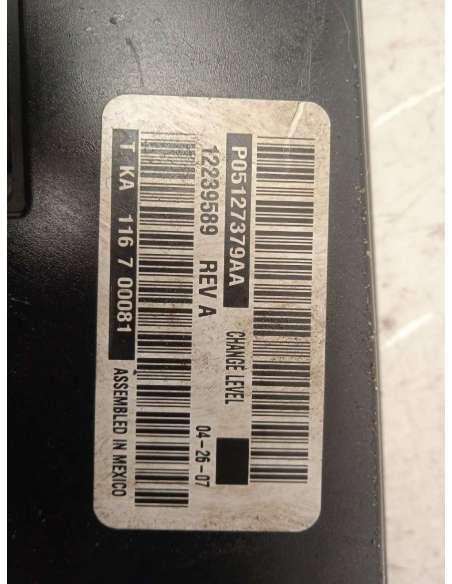 P05127379AA CHANGE LEVEL
12239589 REV A 04-26-07
T KA 116 7 00081 ASSEMBLED IN MEXICO